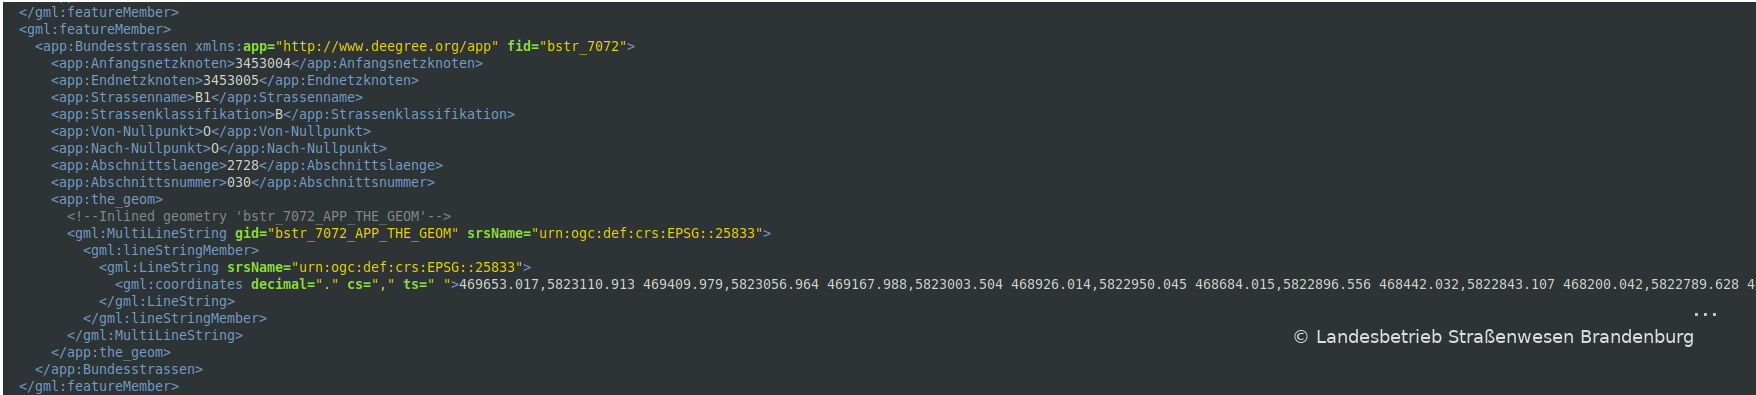 </gml:featureMember>
<gml:featureMember>
<app:Bundesstrassen xmlns:app="http://www.deegree.org/app" fid="bstr_7072">
<app:Anfangsnetzknoten>3453004</app:Anfangsnetzknoten>
<app:Endnetzknoten>3453005</app:Endnetzknoten>
<app:Strassenname>B1</app:Strassenname>
<app:Strassenklassifikation>B</app:Strassenklassifikation>
<app:Von-Nullpunkt>O</app:Von-Nullpunkt>
<app:Nach-Nullpunkt>O</app:Nach-Nullpunkt>
<app:Abschnittslaenge>2728</app:Abschnittslaenge>
<app:Abschnittsnummer>030</app:Abschnittsnummer>
<app:the_geom>
<!--Inlined geometry 'bstr_7072_APP_THE_GEOM'-->
<gml:MultiLineString gid="bstr_7072_APP_THE_GEOM" srsName="urn:ogc:def:crs:EPSG::25833">
<gml:lineStringMember>
<gml:LineString srsName="urn:ogc:def:crs:EPSG::25833">
<gml:coordinates decimal="." cs="," ts=" ">469653.017,5823110.913 469409.979,5823056.964 469167.988,5823003.504 468926.014,5822950.045 468684.015,5822896.556 468442.032,5822843.107 468200.042,5822789.628 4
</gml:LineString>
</gml:lineStringMember>
...
</gml:MultiLineString>
© Landesbetrieb Straßenwesen Brandenburg
</app:the_geom>
</app:Bundesstrassen>
</gml:featureMember>